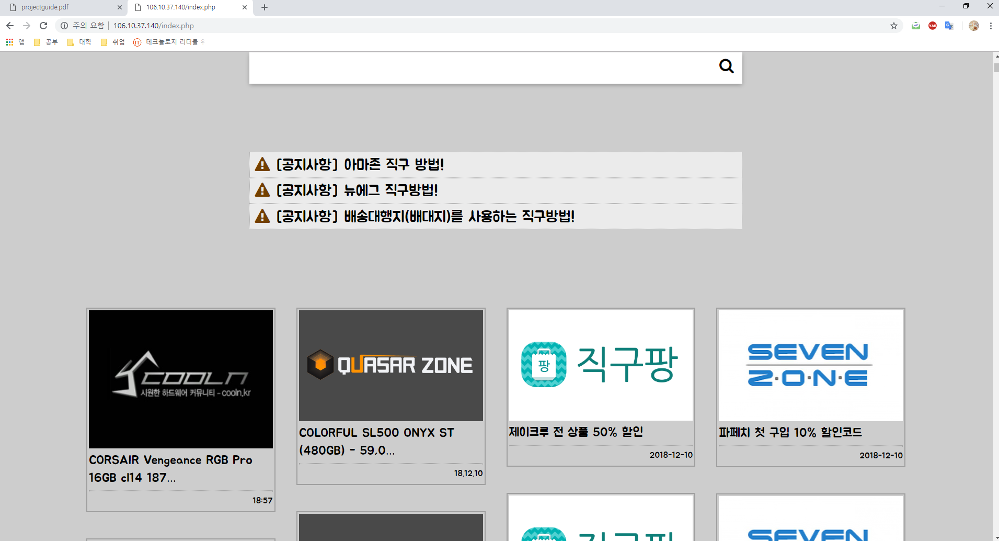 projectguide.pdf
106.10.37.140/index.php
주의 요함
106.10.37.140/index.php
YAB
앱
공부
대학
취업
IT
테크놀로지 리더를
[공지사항] 아마존 직구 방법!
[공지사항] 뉴에그 직구방법!
[공지사항] 배송대행지(배대지)를 사용하는 직구방법!
COOLN
시원한 하드웨어 커뮤니티 - cooln.kr
CORSAIR Vengeance RGB Pro
16GB cl14 187...
18:57
QUASAR ZONE
COLORFUL SL500 ONYX ST
(480GB) - 59,0...
18.12.10
팡
직구팡
제이크루 전 상품 50% 할인
2018-12-10
SEVEN
Z·O·N·E
파페치 첫 구입 10% 할인코드
2018-12-10